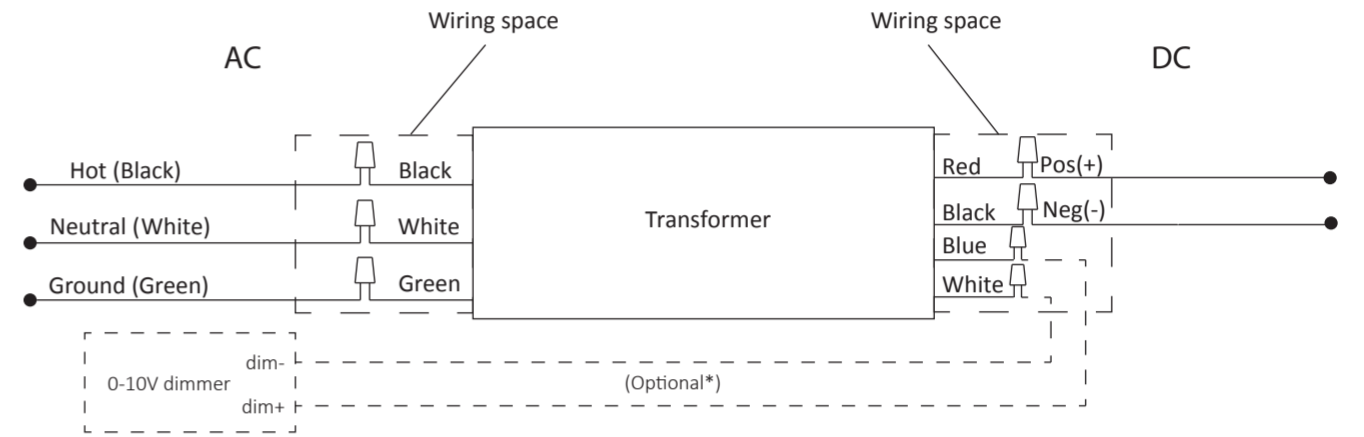 Wiring space
Wiring space
AC
DC
Hot (Black)
Black
Red
Pos(+)
Neutral (White)
White
Transformer
Black
Neg(-)
Blue
Ground (Green)
Green
White
dim-
0-10V dimmer
(Optional*)
dim+